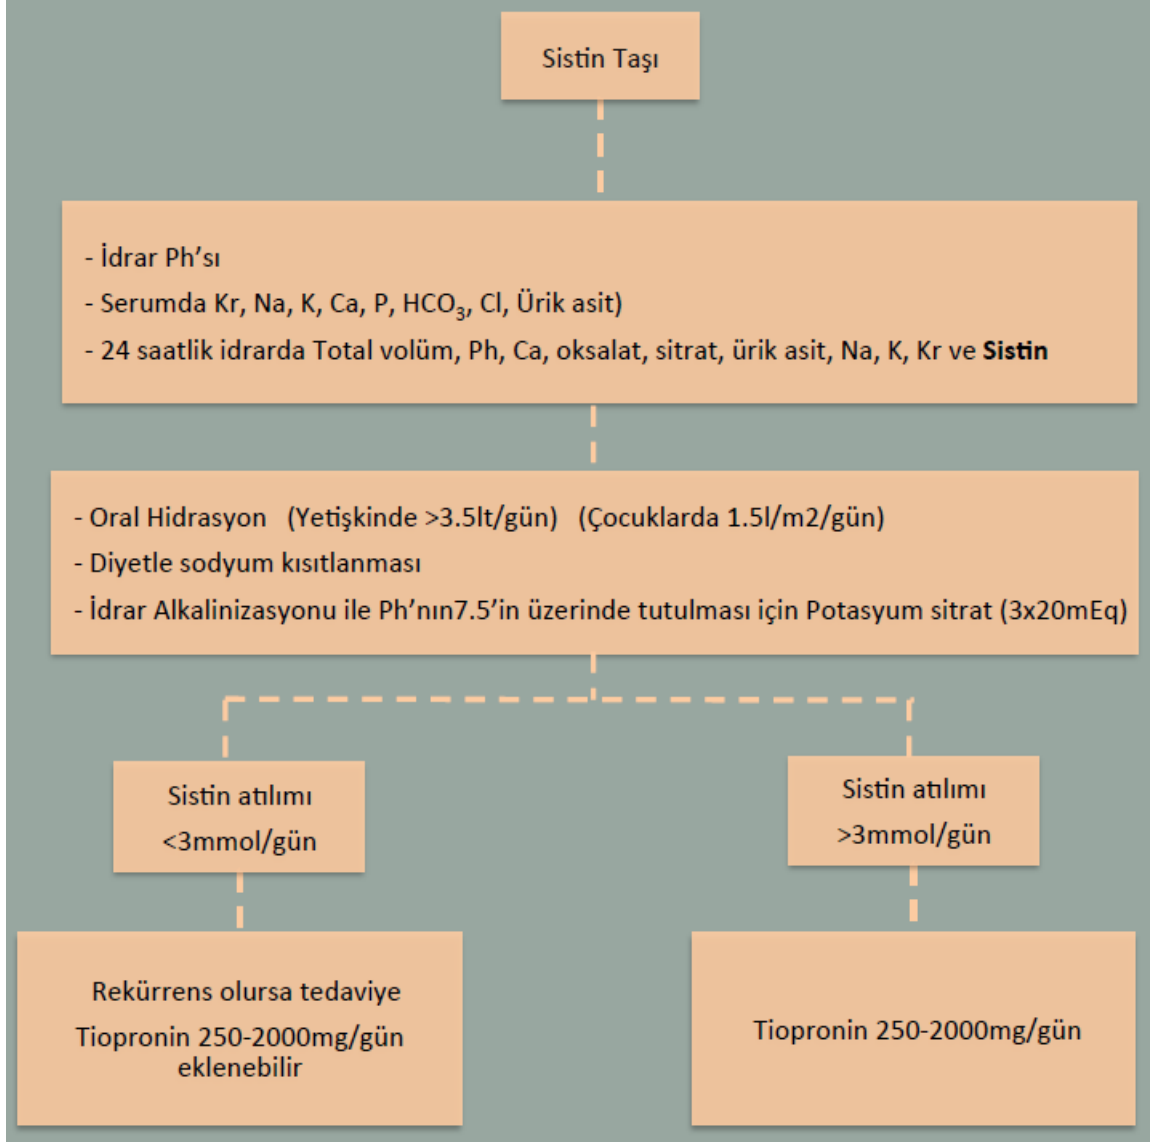 Sistin Taşı
- İdrar Ph’sı
- Serumda Kr, Na, K, Ca, P, HCO₃, Cl, Ürik asit)
- 24 saatlik idrarda Total volüm, Ph, Ca, oksalat, sitrat, ürik asit, Na, K, Kr ve Sistin
- Oral Hidrasyon (Yetişkinde >3.5lt/gün) (Çocuklarda 1.5l/m2/gün)
- Diyetle sodyum kısıtlanması
- İdrar Alkalinizasyonu ile Ph’nın7.5’in üzerinde tutulması için Potasyum sitrat (3x20mEq)
Sistin atılımı
<3mmol/gün
Sistin atılımı
>3mmol/gün
Rekürrens olursa tedaviye
Tiopronin 250-2000mg/gün
eklenebilir
Tiopronin 250-2000mg/gün